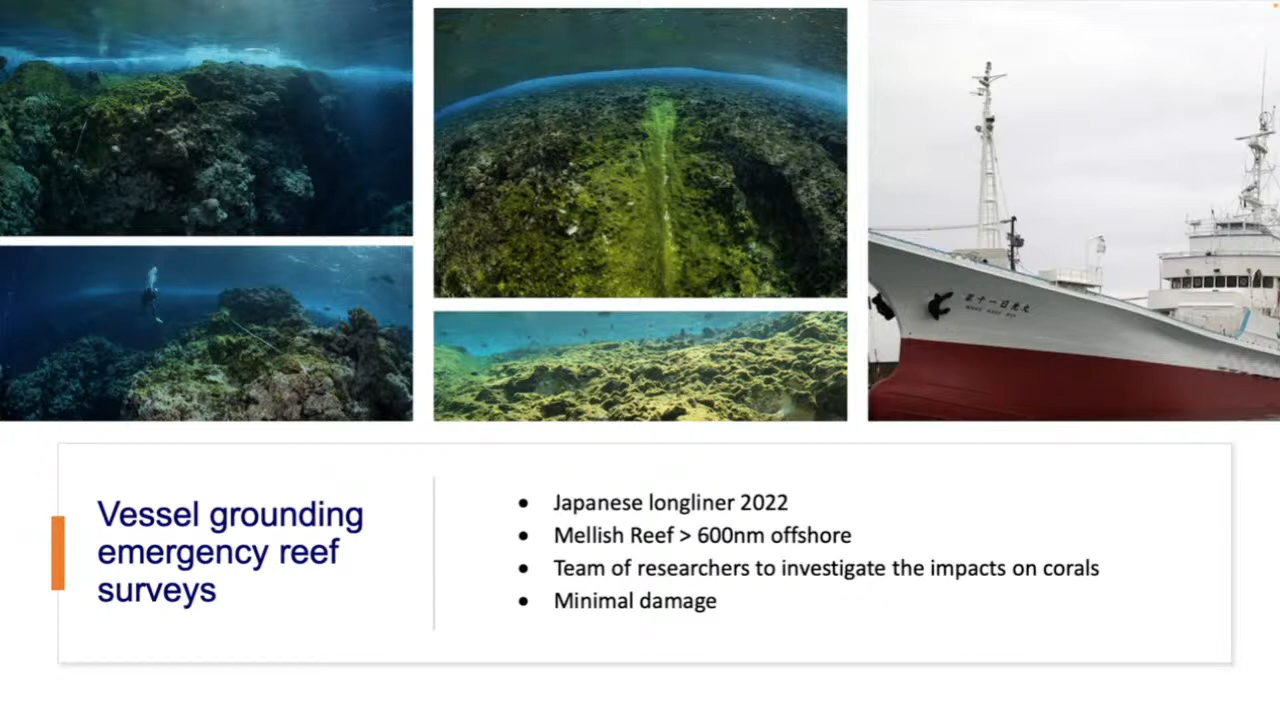 Vessel grounding
emergency reef
surveys
• Japanese longliner 2022
• Mellish Reef > 600nm offshore
• Team of researchers to investigate the impacts on corals
• Minimal damage